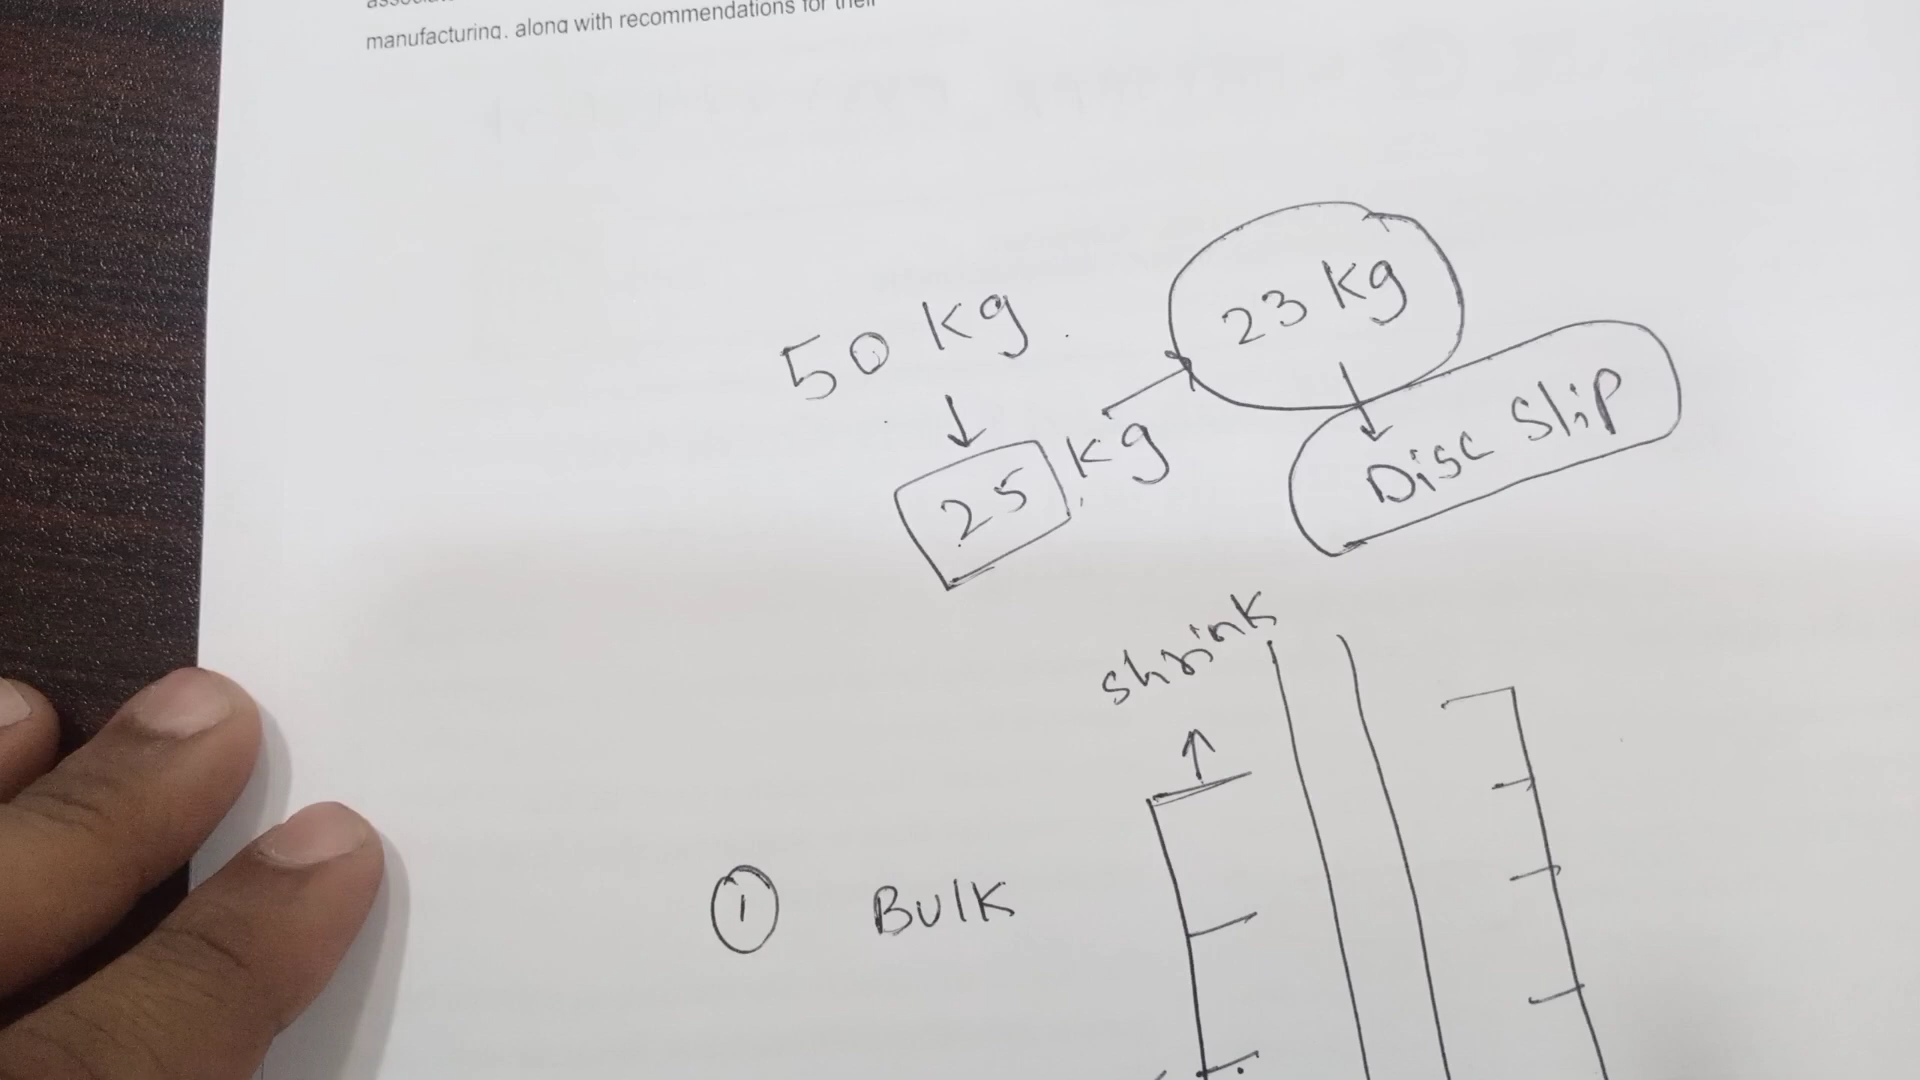 manufacturing, along with recommendations for their
50 kg
23 kg
25 kg
Disc Slip
shrink
1 Bulk